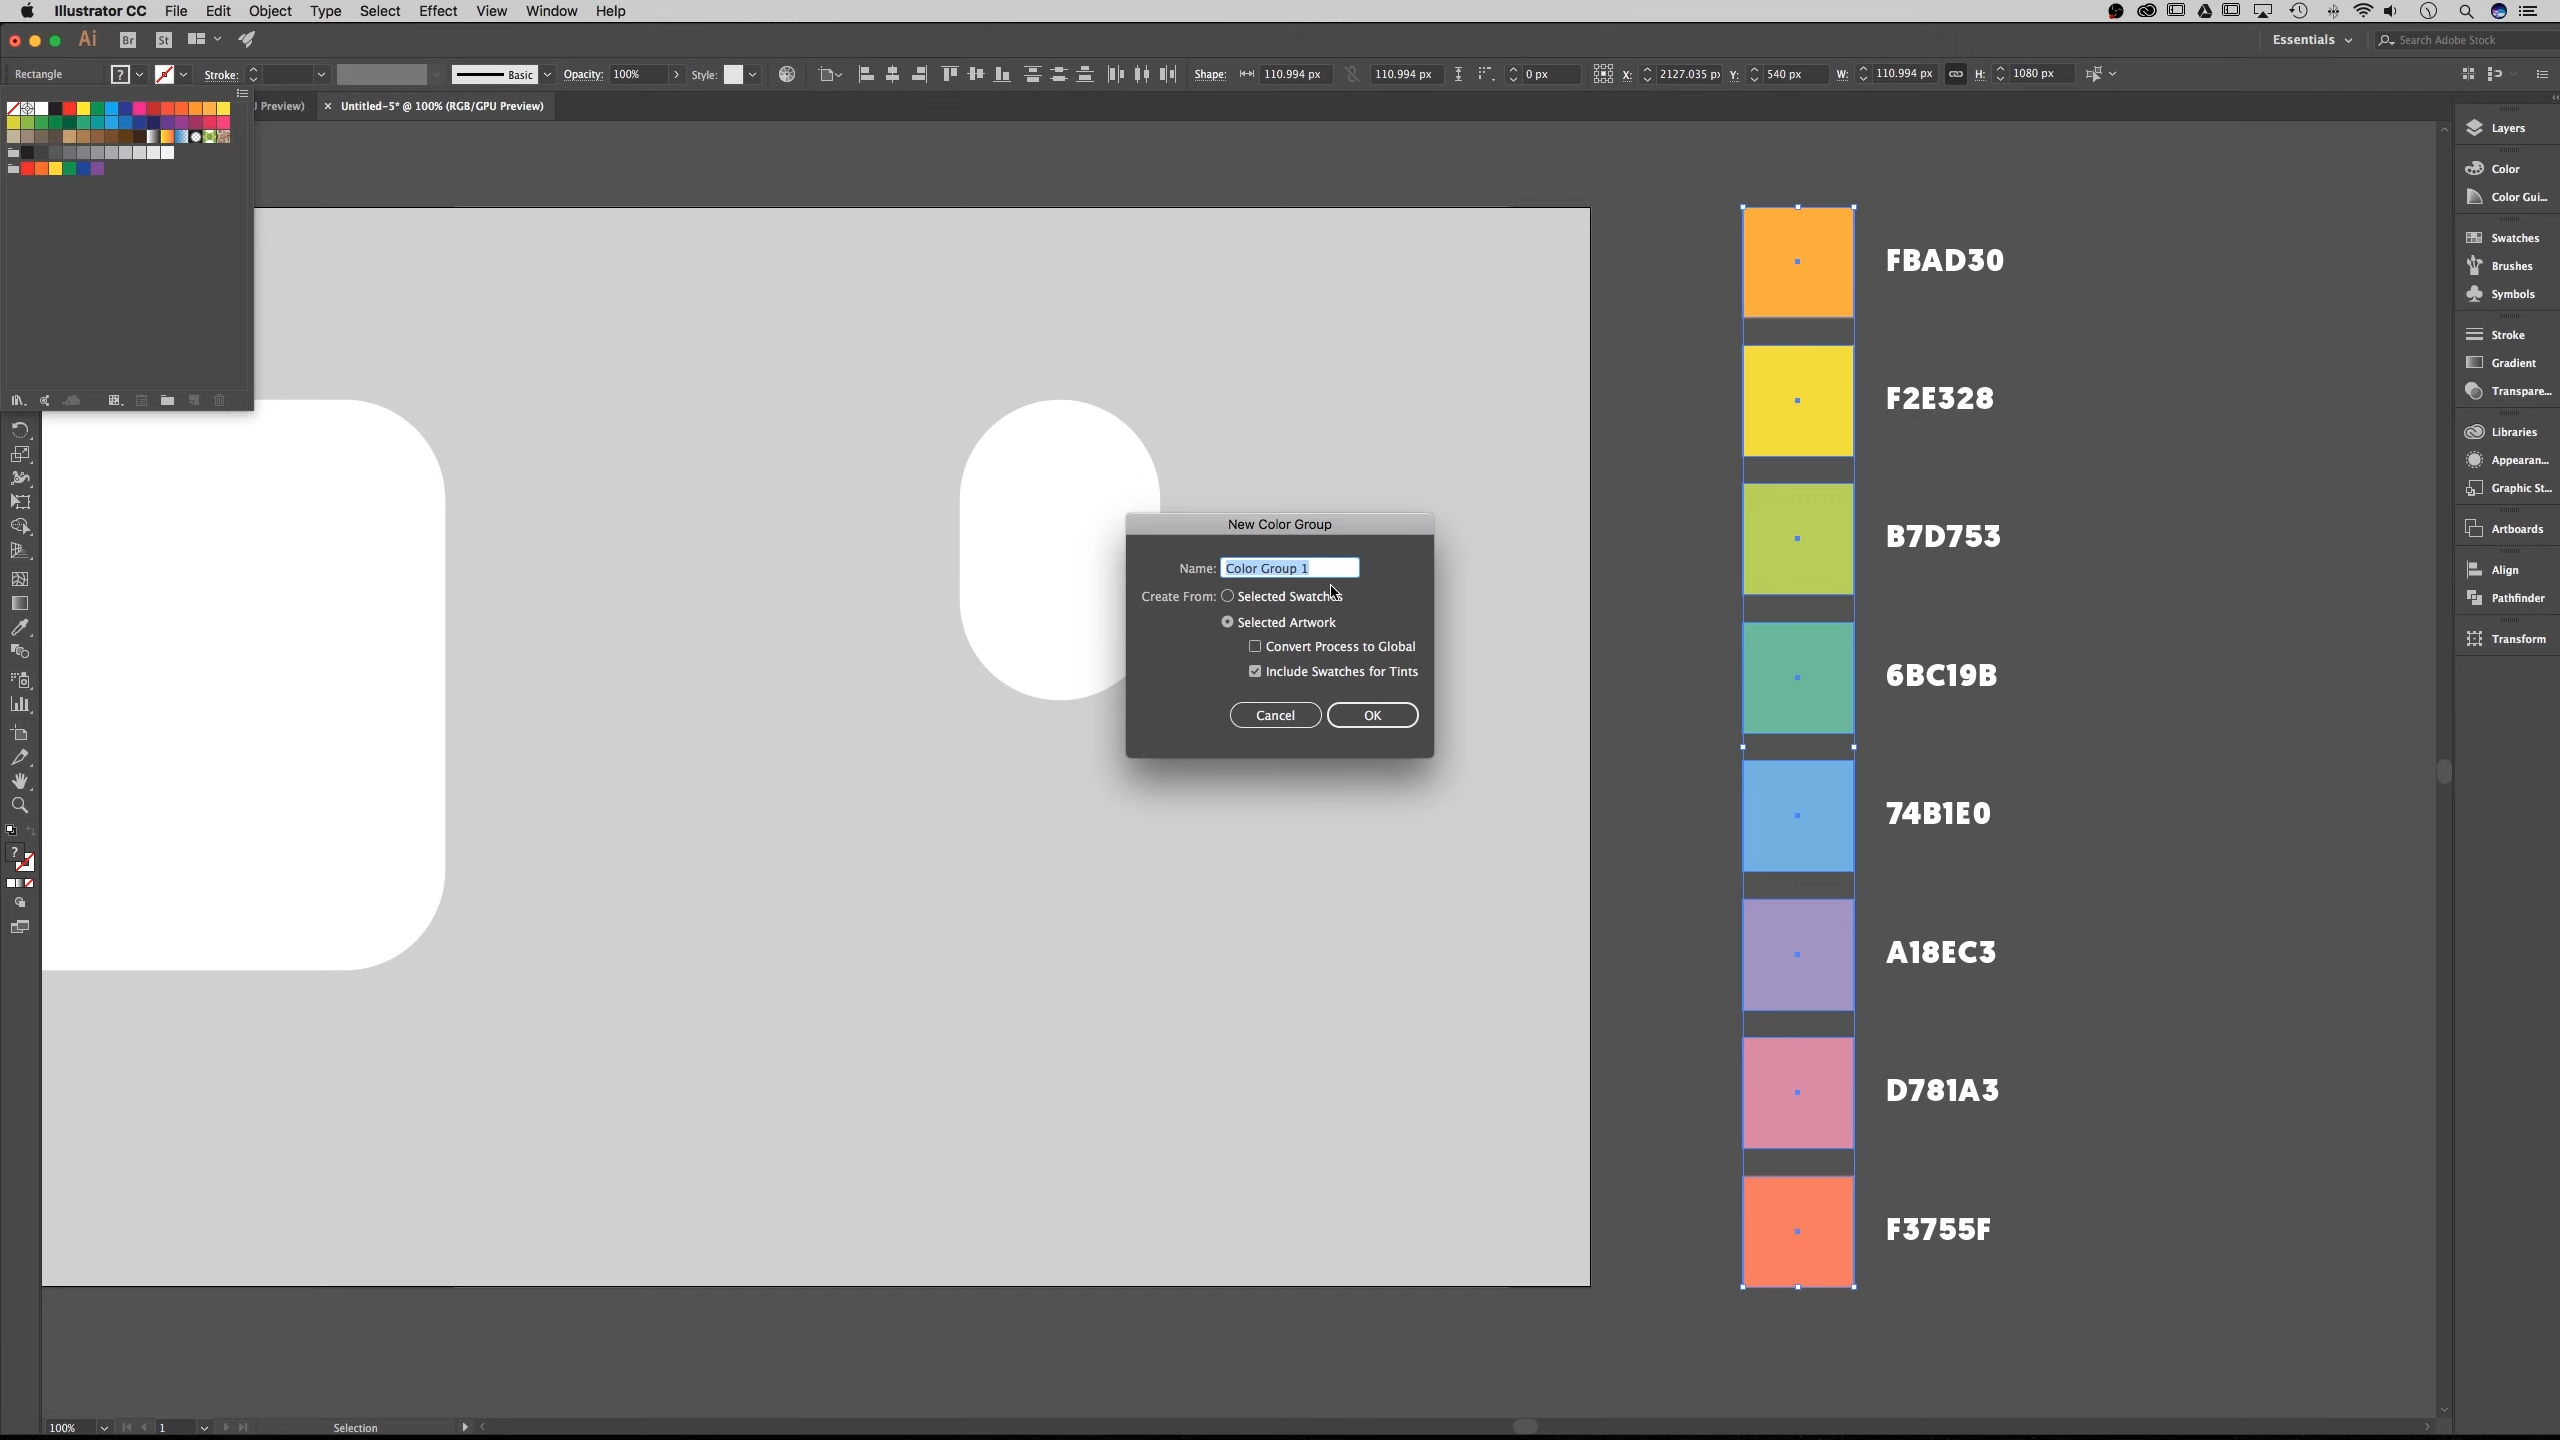 Illustrator CC File Edit Object Type Select Effect View Window Help
Ai Br St Essentials Search Adobe Stock
Rectangle ? Stroke: Basic Opacity: 100% Style: Shape: 110.994 px 110.994 px 0 px X: 2127.035 px Y: 540 px W: 110.994 px H: 1080 px
Preview) × Untitled-5* @ 100% (RGB/GPU Preview)
Layers
Color
Color Gui...
Swatches
Brushes
Symbols
Stroke
Gradient
Transpare...
Libraries
Appearan...
Graphic St...
Artboards
Align
Pathfinder
Transform
New Color Group
Name: Color Group 1
Create From: Selected Swatches
Selected Artwork
Convert Process to Global
Include Swatches for Tints
Cancel OK
FBAD30
F2E328
B7D753
6BC19B
74B1E0
A18EC3
D781A3
F3755F
?
100% 1 Selection